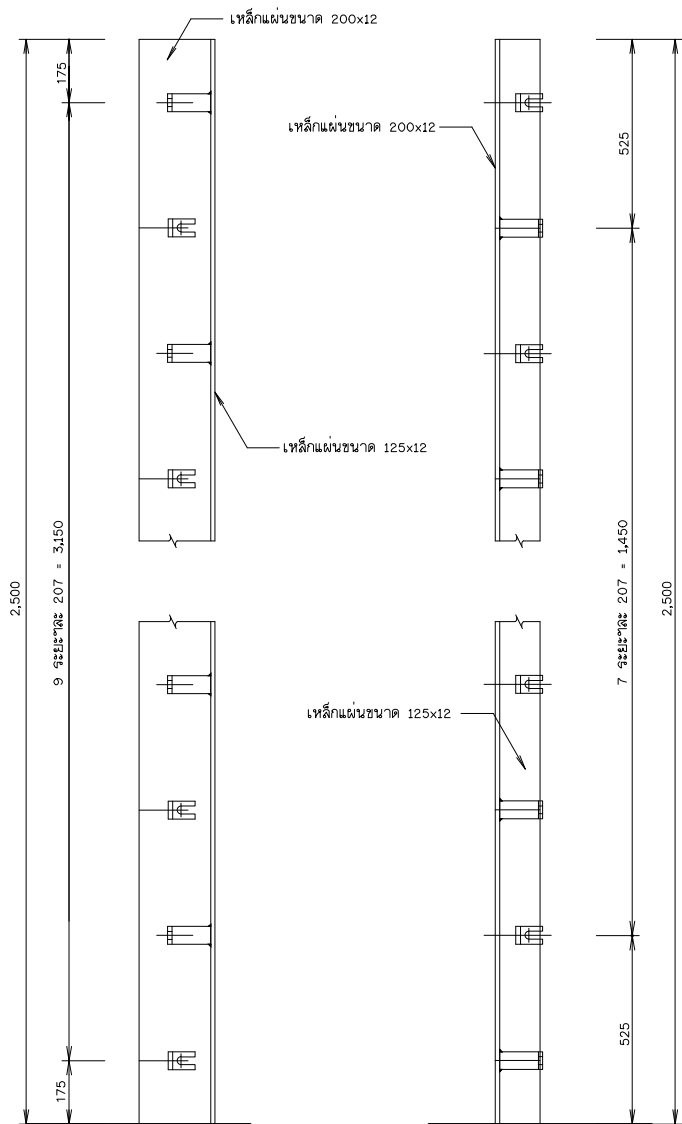 เหล็กแผ่นขนาด 200x12
175
เหล็กแผ่นขนาด 200x12
525
เหล็กแผ่นขนาด 125x12
2,500
9 ระยะๆละ 207 = 3,150
7 ระยะๆละ 207 = 1,450
2,500
เหล็กแผ่นขนาด 125x12
525
175